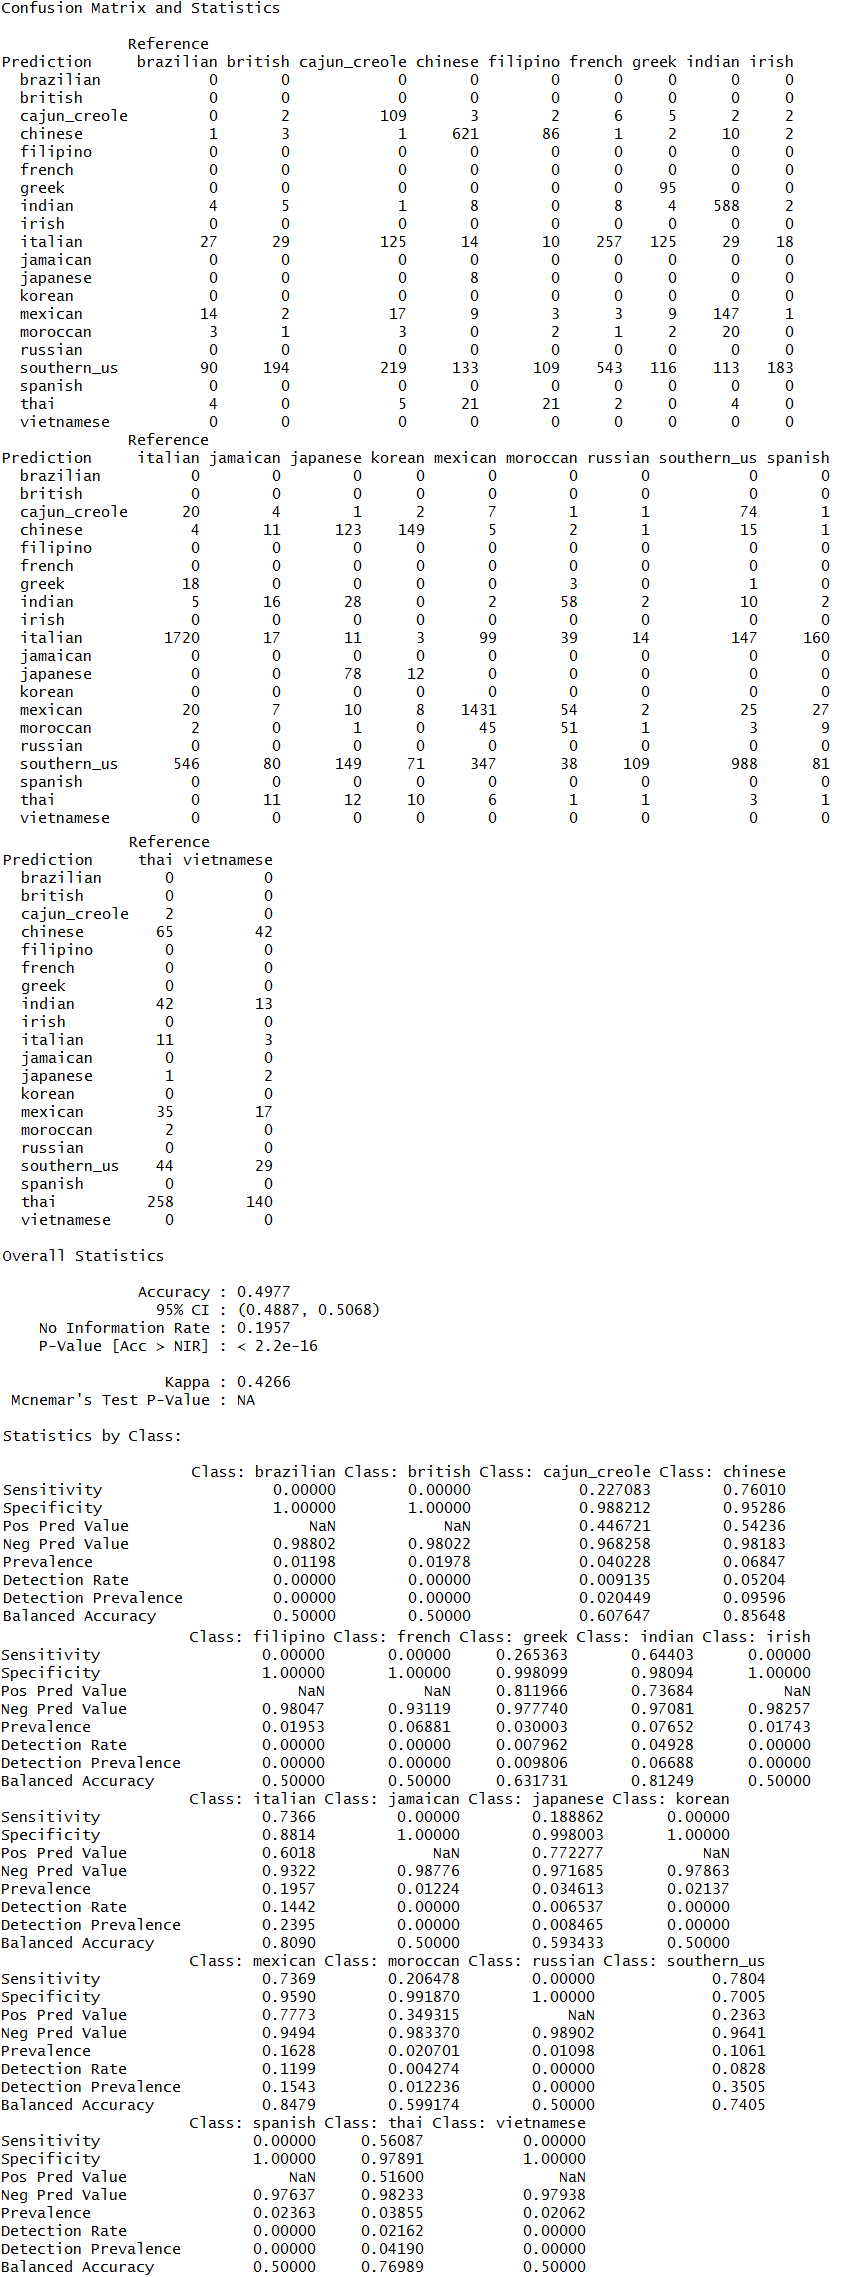 Confusion Matrix and Statistics
Reference
Prediction brazilian british cajun_creole chinese filipino french greek indian irish
brazilian 0 0 0 0 0 0 0 0 0
british 0 0 0 0 0 0 0 0 0
cajun_creole 0 2 109 3 2 6 5 2 2
chinese 1 3 1 621 86 1 2 10 2
filipino 0 0 0 0 0 0 0 0 0
french 0 0 0 0 0 0 0 0 0
greek 0 0 0 0 0 0 95 0 0
indian 4 5 1 8 0 8 4 588 2
irish 0 0 0 0 0 0 0 0 0
italian 27 29 125 14 10 257 125 29 18
jamaican 0 0 0 0 0 0 0 0 0
japanese 0 0 0 8 0 0 0 0 0
korean 0 0 0 0 0 0 0 0 0
mexican 14 2 17 9 3 3 9 147 1
moroccan 3 1 3 0 2 1 2 20 0
russian 0 0 0 0 0 0 0 0 0
southern_us 90 194 219 133 109 543 116 113 183
spanish 0 0 0 0 0 0 0 0 0
thai 4 0 5 21 21 2 0 4 0
vietnamese 0 0 0 0 0 0 0 0 0
Reference
Prediction italian jamaican japanese korean mexican moroccan russian southern_us spanish
brazilian 0 0 0 0 0 0 0 0 0
british 0 0 0 0 0 0 0 0 0
cajun_creole 20 4 1 2 7 1 1 74 1
chinese 4 11 123 149 5 2 1 15 1
filipino 0 0 0 0 0 0 0 0 0
french 0 0 0 0 0 0 0 0 0
greek 18 0 0 0 0 3 0 1 0
indian 5 16 28 0 2 58 2 10 2
irish 0 0 0 0 0 0 0 0 0
italian 1720 17 11 3 99 39 14 147 160
jamaican 0 0 0 0 0 0 0 0 0
japanese 0 0 78 12 0 0 0 0 0
korean 0 0 0 0 0 0 0 0 0
mexican 20 7 10 8 1431 54 2 25 27
moroccan 2 0 1 0 45 51 1 3 9
russian 0 0 0 0 0 0 0 0 0
southern_us 546 80 149 71 347 38 109 988 81
spanish 0 0 0 0 0 0 0 0 0
thai 0 11 12 10 6 1 1 3 1
vietnamese 0 0 0 0 0 0 0 0 0
Reference
Prediction thai vietnamese
brazilian 0 0
british 0 0
cajun_creole 2 0
chinese 65 42
filipino 0 0
french 0 0
greek 0 0
indian 42 13
irish 0 0
italian 11 3
jamaican 0 0
japanese 1 2
korean 0 0
mexican 35 17
moroccan 2 0
russian 0 0
southern_us 44 29
spanish 0 0
thai 258 140
vietnamese 0 0
Overall Statistics
Accuracy : 0.4977
95% CI : (0.4887, 0.5068)
No Information Rate : 0.1957
P-Value [Acc > NIR] : < 2.2e-16
Kappa : 0.4266
Mcnemar's Test P-Value : NA
Statistics by Class:
Class: brazilian Class: british Class: cajun_creole Class: chinese
Sensitivity 0.00000 0.00000 0.227083 0.76010
Specificity 1.00000 1.00000 0.988212 0.95286
Pos Pred Value NaN NaN 0.446721 0.54236
Neg Pred Value 0.98802 0.98022 0.968258 0.98183
Prevalence 0.01198 0.01978 0.040228 0.06847
Detection Rate 0.00000 0.00000 0.009135 0.05204
Detection Prevalence 0.00000 0.00000 0.020449 0.09596
Balanced Accuracy 0.50000 0.50000 0.607647 0.85648
Class: filipino Class: french Class: greek Class: indian Class: irish
Sensitivity 0.00000 0.00000 0.265363 0.64403 0.00000
Specificity 1.00000 1.00000 0.998099 0.98094 1.00000
Pos Pred Value NaN NaN 0.811966 0.73684 NaN
Neg Pred Value 0.98047 0.93119 0.977740 0.97081 0.98257
Prevalence 0.01953 0.06881 0.030003 0.07652 0.01743
Detection Rate 0.00000 0.00000 0.007962 0.04928 0.00000
Detection Prevalence 0.00000 0.00000 0.009806 0.06688 0.00000
Balanced Accuracy 0.50000 0.50000 0.631731 0.81249 0.50000
Class: italian Class: jamaican Class: japanese Class: korean
Sensitivity 0.7366 0.00000 0.188862 0.00000
Specificity 0.8814 1.00000 0.998003 1.00000
Pos Pred Value 0.6018 NaN 0.772277 NaN
Neg Pred Value 0.9322 0.98776 0.971685 0.97863
Prevalence 0.1957 0.01224 0.034613 0.02137
Detection Rate 0.1442 0.00000 0.006537 0.00000
Detection Prevalence 0.2395 0.00000 0.008465 0.00000
Balanced Accuracy 0.8090 0.50000 0.593433 0.50000
Class: mexican Class: moroccan Class: russian Class: southern_us
Sensitivity 0.7369 0.206478 0.00000 0.7804
Specificity 0.9590 0.991870 1.00000 0.7005
Pos Pred Value 0.7773 0.349315 NaN 0.2363
Neg Pred Value 0.9494 0.983370 0.98902 0.9641
Prevalence 0.1628 0.020701 0.01098 0.1061
Detection Rate 0.1199 0.004274 0.00000 0.0828
Detection Prevalence 0.1543 0.012236 0.00000 0.3505
Balanced Accuracy 0.8479 0.599174 0.50000 0.7405
Class: spanish Class: thai Class: vietnamese
Sensitivity 0.00000 0.56087 0.00000
Specificity 1.00000 0.97891 1.00000
Pos Pred Value NaN 0.51600 NaN
Neg Pred Value 0.97637 0.98233 0.97938
Prevalence 0.02363 0.03855 0.02062
Detection Rate 0.00000 0.02162 0.00000
Detection Prevalence 0.00000 0.04190 0.00000
Balanced Accuracy 0.50000 0.76989 0.50000